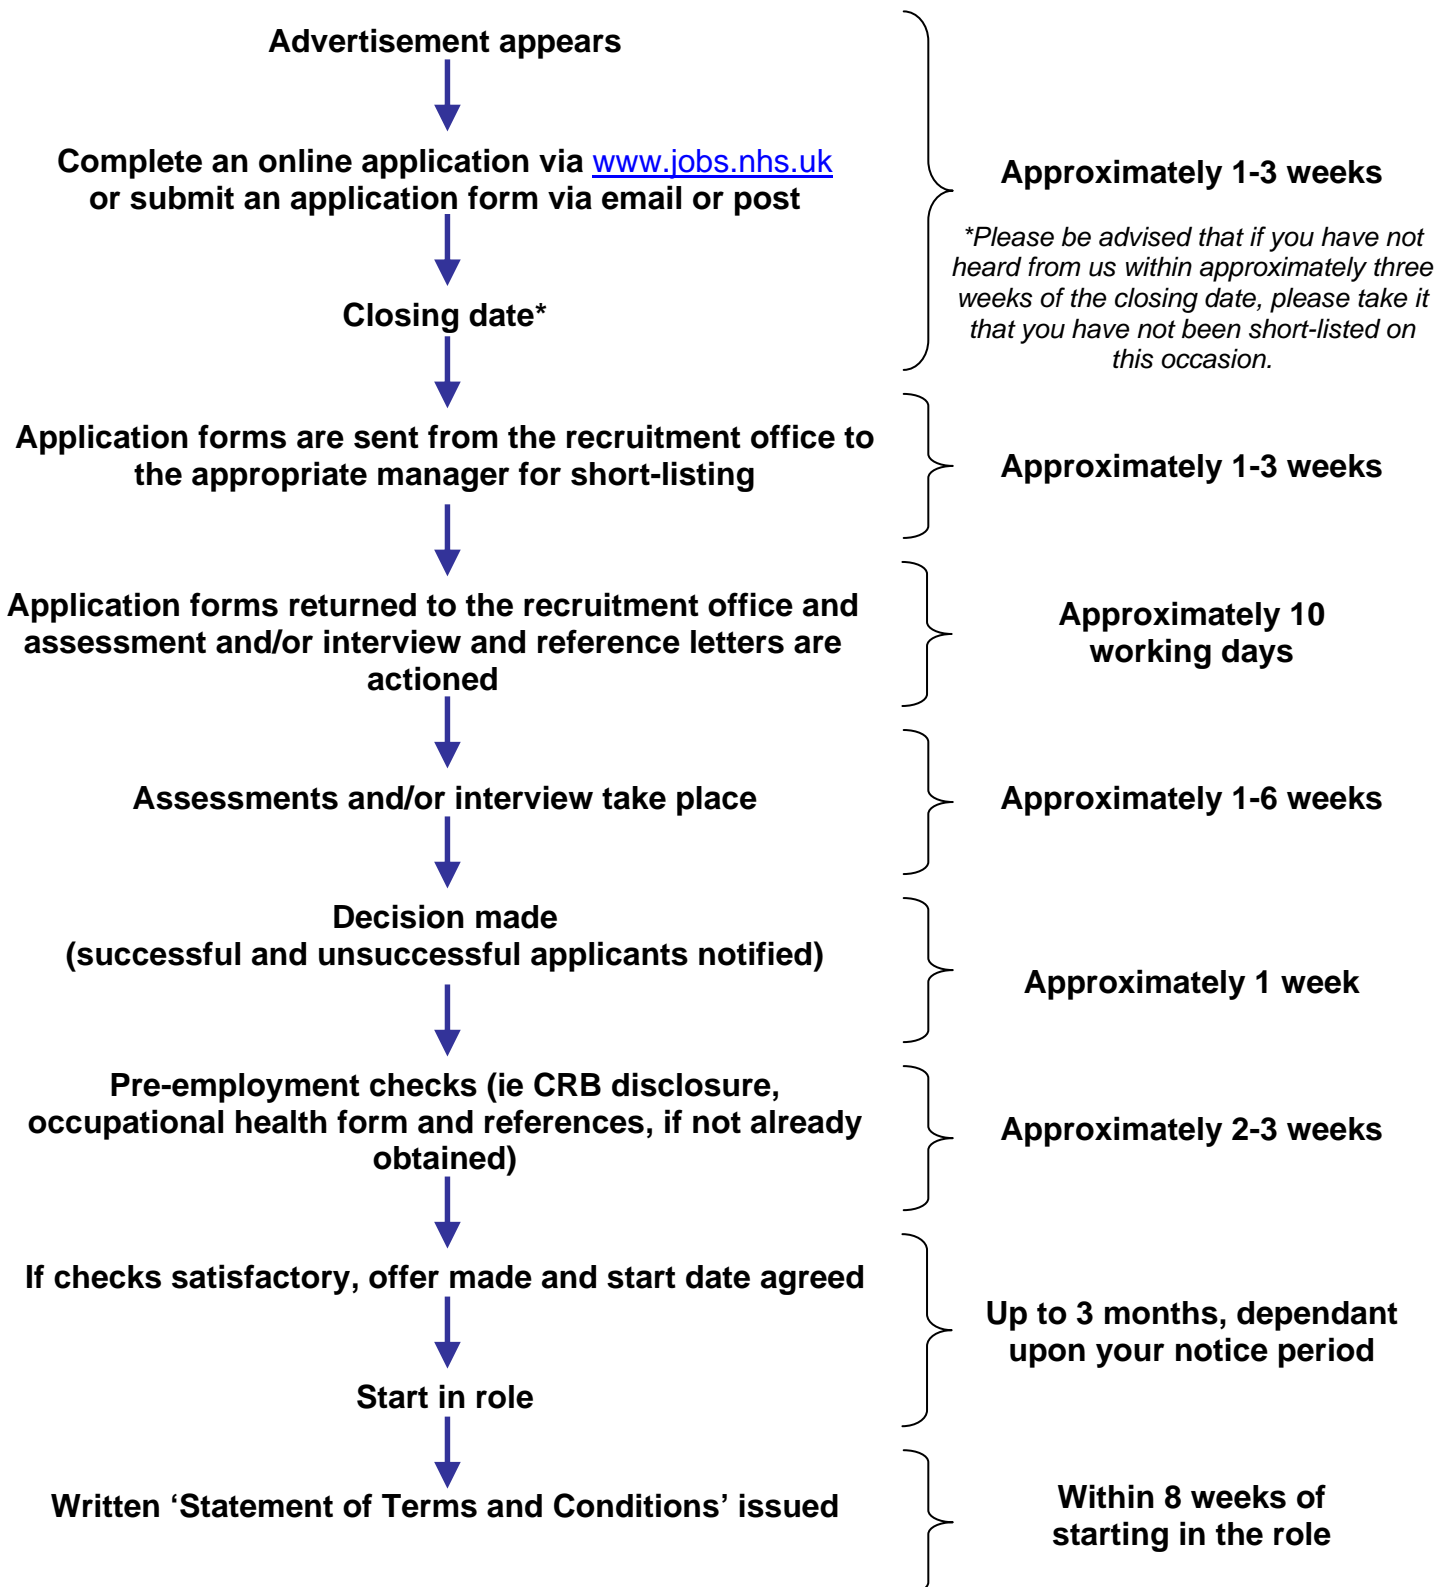 Advertisement appears
Complete an online application via www.jobs.nhs.uk
or submit an application form via email or post
Closing date*
Approximately 1-3 weeks
*Please be advised that if you have not
heard from us within approximately three
weeks of the closing date, please take it
that you have not been short-listed on
this occasion.
Application forms are sent from the recruitment office to
the appropriate manager for short-listing
Approximately 1-3 weeks
Application forms returned to the recruitment office and
assessment and/or interview and reference letters are
actioned
Approximately 10
working days
Assessments and/or interview take place
Approximately 1-6 weeks
Decision made
(successful and unsuccessful applicants notified)
Approximately 1 week
Pre-employment checks (ie CRB disclosure,
occupational health form and references, if not already
obtained)
Approximately 2-3 weeks
If checks satisfactory, offer made and start date agreed
Start in role
Up to 3 months, dependant
upon your notice period
Written ‘Statement of Terms and Conditions’ issued
Within 8 weeks of
starting in the role